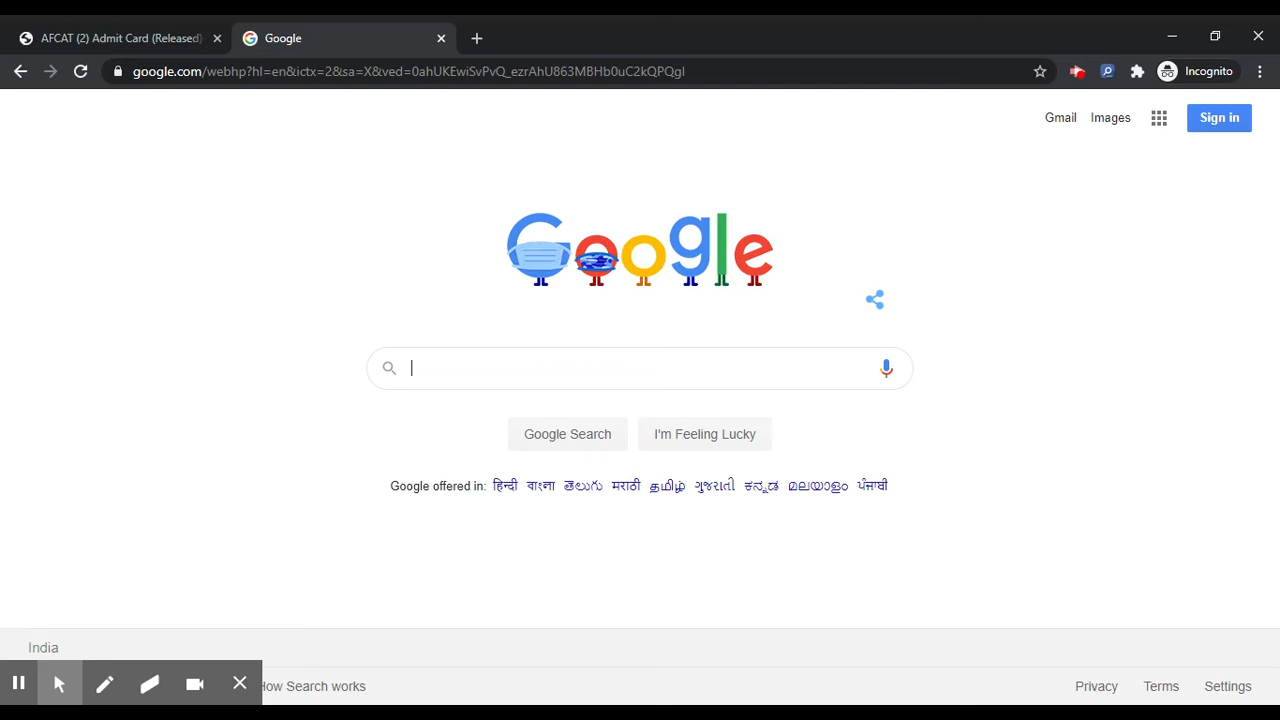 AFCAT (2) Admit Card (Released)
Google
google.com/webhp?hl=en&ictx=2&sa=X&ved=0ahUKEwiSvPvQ_ezrAhU863MBHb0uC2kQPQgI
Incognito
Gmail Images Sign in
Google
Google Search I'm Feeling Lucky
Google offered in: हिन्दी বাংলা తెలుగు मराठी தமிழ் ગુજરાતી ಕನ್ನಡ മലയാളം ਪੰਜਾਬੀ
India
How Search works Privacy Terms Settings